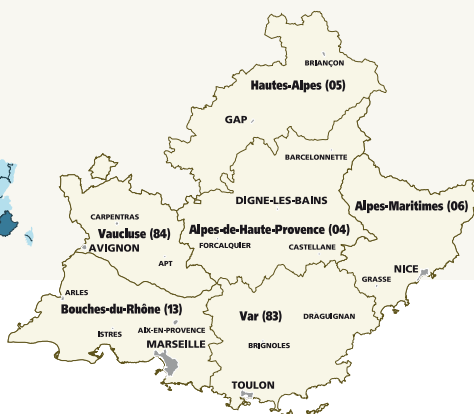 BRIANÇON
Hautes-Alpes (05)
GAP
BARCELONNETTE
DIGNE-LES-BAINS
Alpes-Maritimes (06)
CARPENTRAS
Vaucluse (84)
Alpes-de-Haute-Provence (04)
AVIGNON
FORCALQUIER
CASTELLANE
APT
NICE
GRASSE
ARLES
Bouches-du-Rhône (13)
Var (83)
DRAGUIGNAN
ISTRES
AIX-EN-PROVENCE
MARSEILLE
BRIGNOLES
TOULON